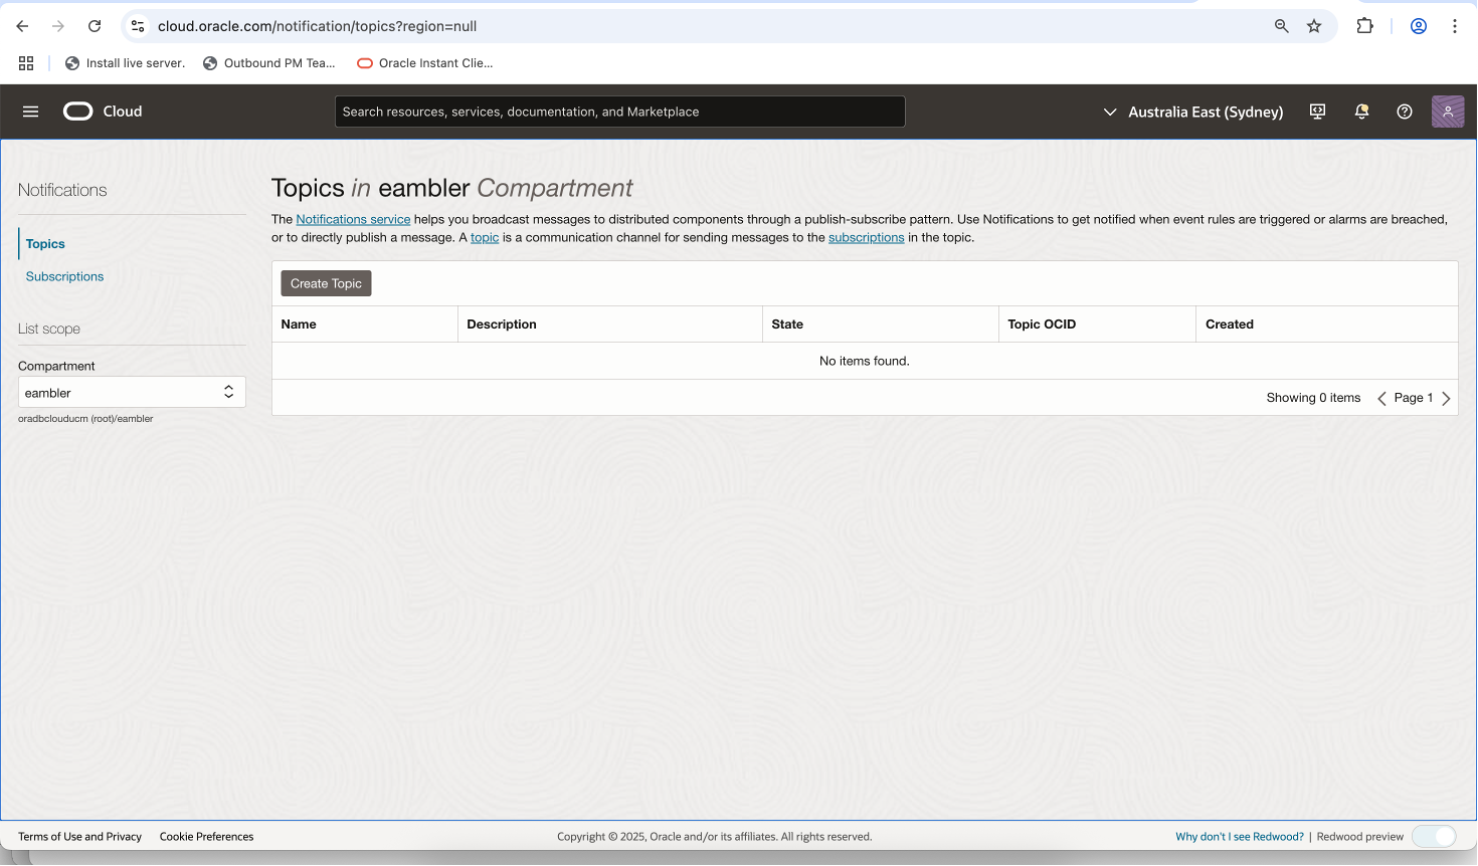 cloud.oracle.com/notification/topics?region=null
Install live server.
Outbound PM Tea...
Oracle Instant Clie...
Cloud
Search resources, services, documentation, and Marketplace
Australia East (Sydney)
Notifications
Topics
Subscriptions
List scope
Compartment
eambler
oradbclouducm (root)/eambler
Topics in eambler Compartment
The Notifications service helps you broadcast messages to distributed components through a publish-subscribe pattern. Use Notifications to get notified when event rules are triggered or alarms are breached,
or to directly publish a message. A topic is a communication channel for sending messages to the subscriptions in the topic.
Create Topic
Name Description State Topic OCID Created
No items found.
Showing 0 items Page 1
Terms of Use and Privacy Cookie Preferences
Copyright © 2025, Oracle and/or its affiliates. All rights reserved.
Why don't I see Redwood? | Redwood preview